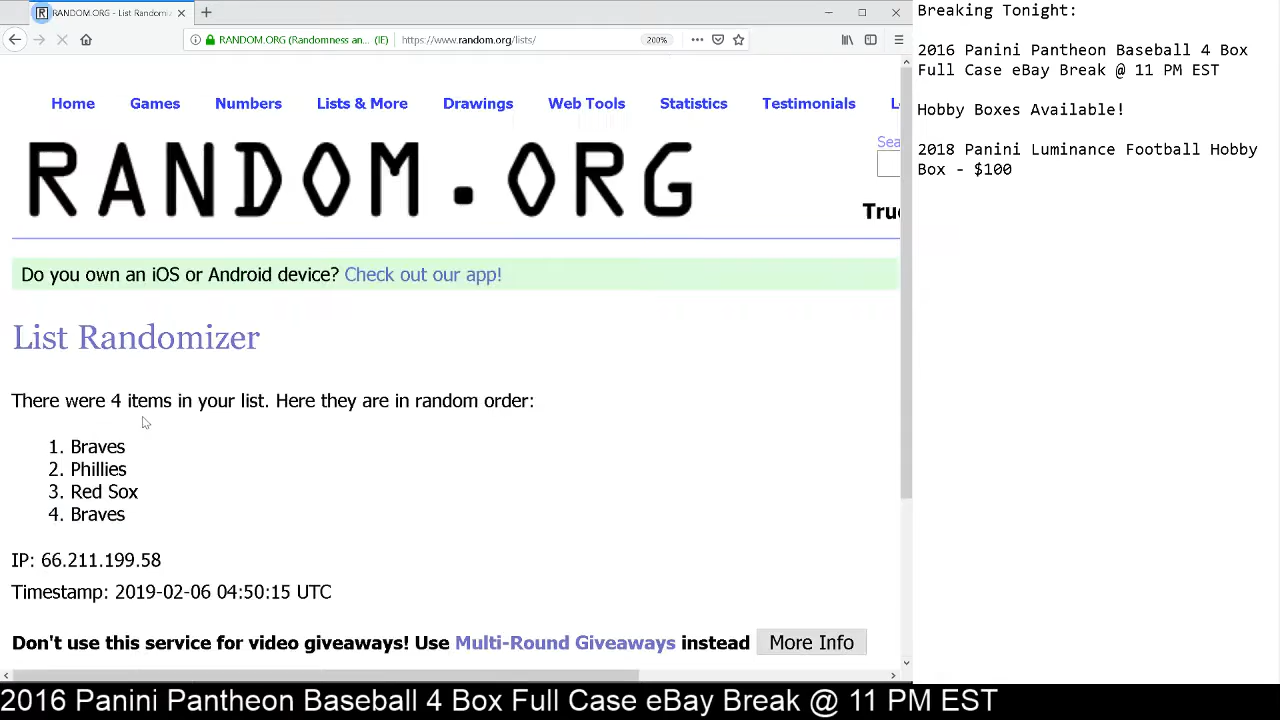 RANDOM.ORG - List Randomi
RANDOM.ORG (Randomness an... (IE)
https://www.random.org/lists/
200%
Home Games Numbers Lists & More Drawings Web Tools Statistics Testimonials L
Sea
RANDOM.ORG
Tru
Do you own an iOS or Android device? Check out our app!
List Randomizer
There were 4 items in your list. Here they are in random order:
1. Braves
2. Phillies
3. Red Sox
4. Braves
IP: 66.211.199.58
Timestamp: 2019-02-06 04:50:15 UTC
Don't use this service for video giveaways! Use Multi-Round Giveaways instead More Info
Breaking Tonight:
2016 Panini Pantheon Baseball 4 Box
Full Case eBay Break @ 11 PM EST
Hobby Boxes Available!
2018 Panini Luminance Football Hobby
Box - $100
2016 Panini Pantheon Baseball 4 Box Full Case eBay Break @ 11 PM EST